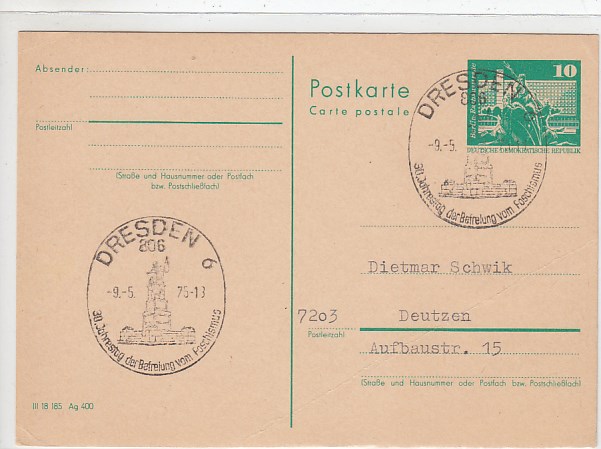 Absender:
Postleitzahl
(Straße und Hausnummer oder Postfach
bzw. Postschließfach)
DRESDEN 6
806
-9.-5. 75-13
30. Jahrestag der Befreiung vom Faschismus
III 18 185 Ag 400
Postkarte
Carte postale
10
DEUTSCHE DEMOKRATISCHE REPUBLIK
DRESDEN 6
806
-9.-5.
30. Jahrestag der Befreiung vom Faschismus
Dietmar Schwik
7203 Deutzen
Postleitzahl
Aufbaustr. 15
(Straße und Hausnummer oder Postfach bzw. Postschließfach)